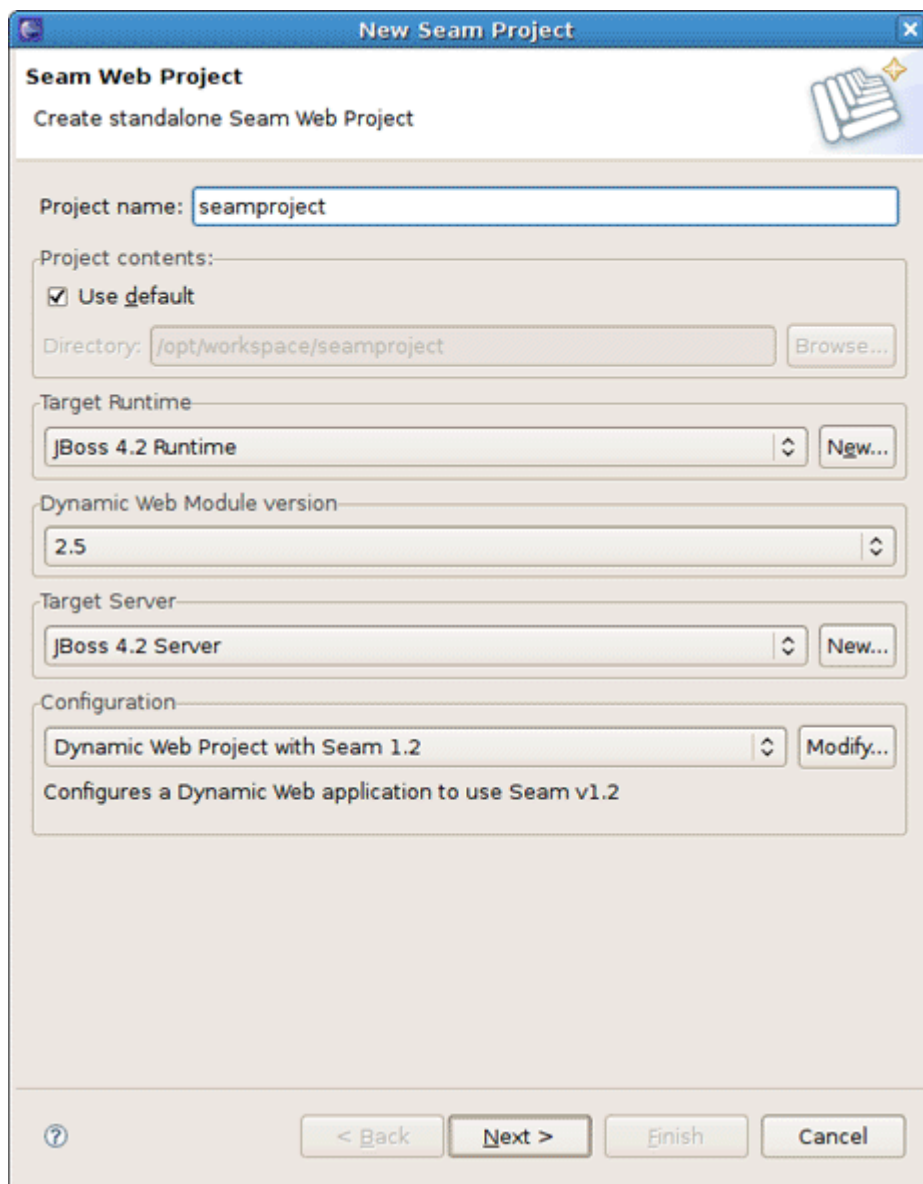 New Seam Project
Seam Web Project
Create standalone Seam Web Project
Project name: seamproject
Project contents:
Use default
Directory: /opt/workspace/seamproject Browse...
Target Runtime
JBoss 4.2 Runtime New...
Dynamic Web Module version
2.5
Target Server
JBoss 4.2 Server New...
Configuration
Dynamic Web Project with Seam 1.2 Modify...
Configures a Dynamic Web application to use Seam v1.2
? < Back Next > Finish Cancel